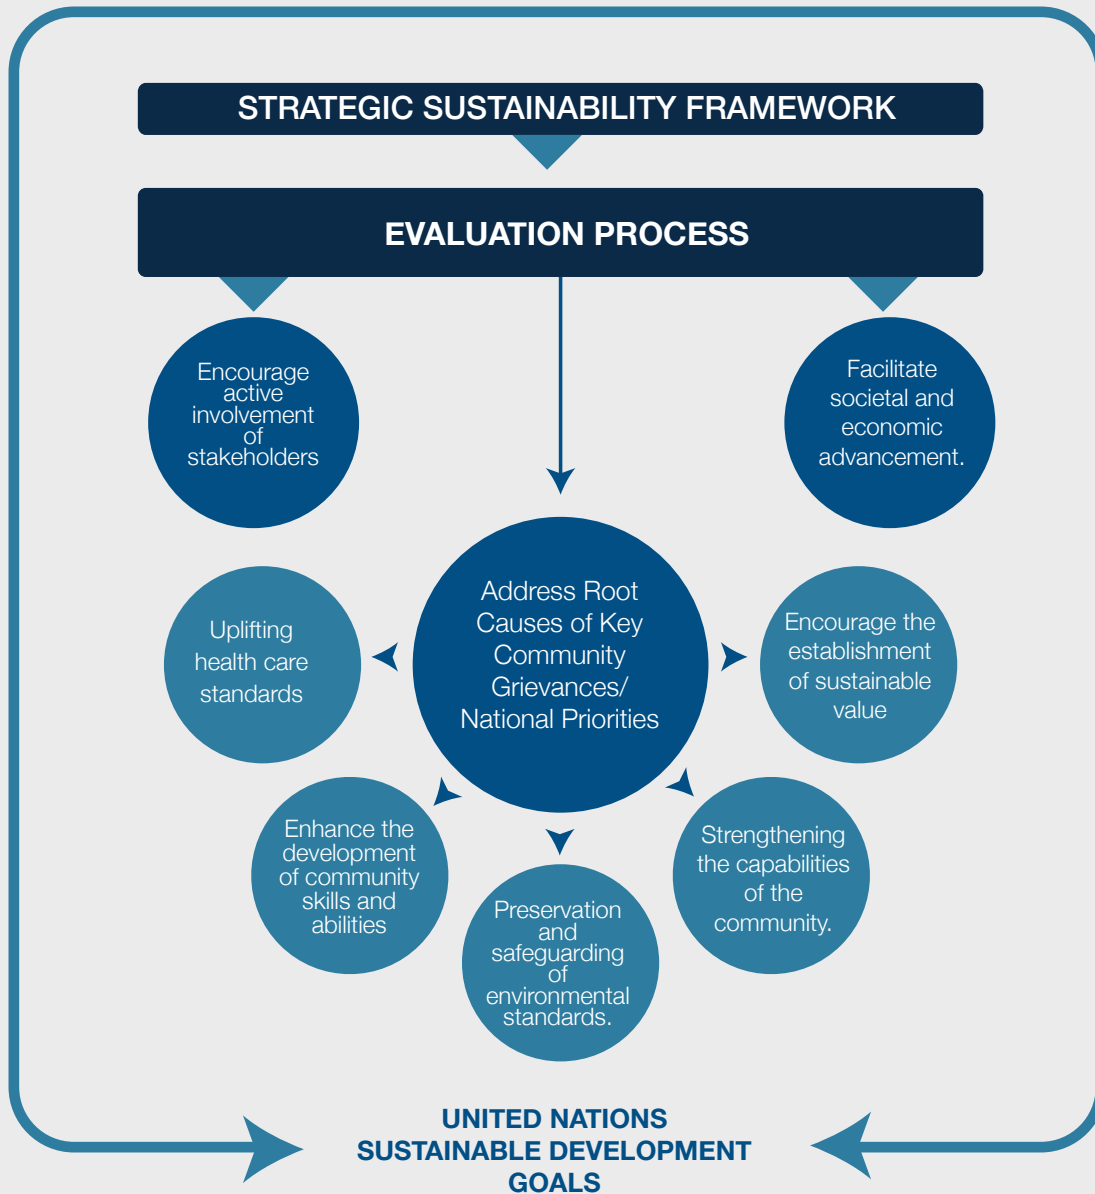 STRATEGIC SUSTAINABILITY FRAMEWORK
EVALUATION PROCESS
Encourage
active
involvement
of
stakeholders
Facilitate
societal and
economic
advancement.
Address Root
Causes of Key
Community
Grievances/
National Priorities
Uplifting
health care
standards
Encourage the
establishment
of sustainable
value
Enhance the
development
of community
skills and
abilities
Strengthening
the capabilities
of the
community.
Preservation
and
safeguarding
of
environmental
standards.
UNITED NATIONS
SUSTAINABLE DEVELOPMENT
GOALS